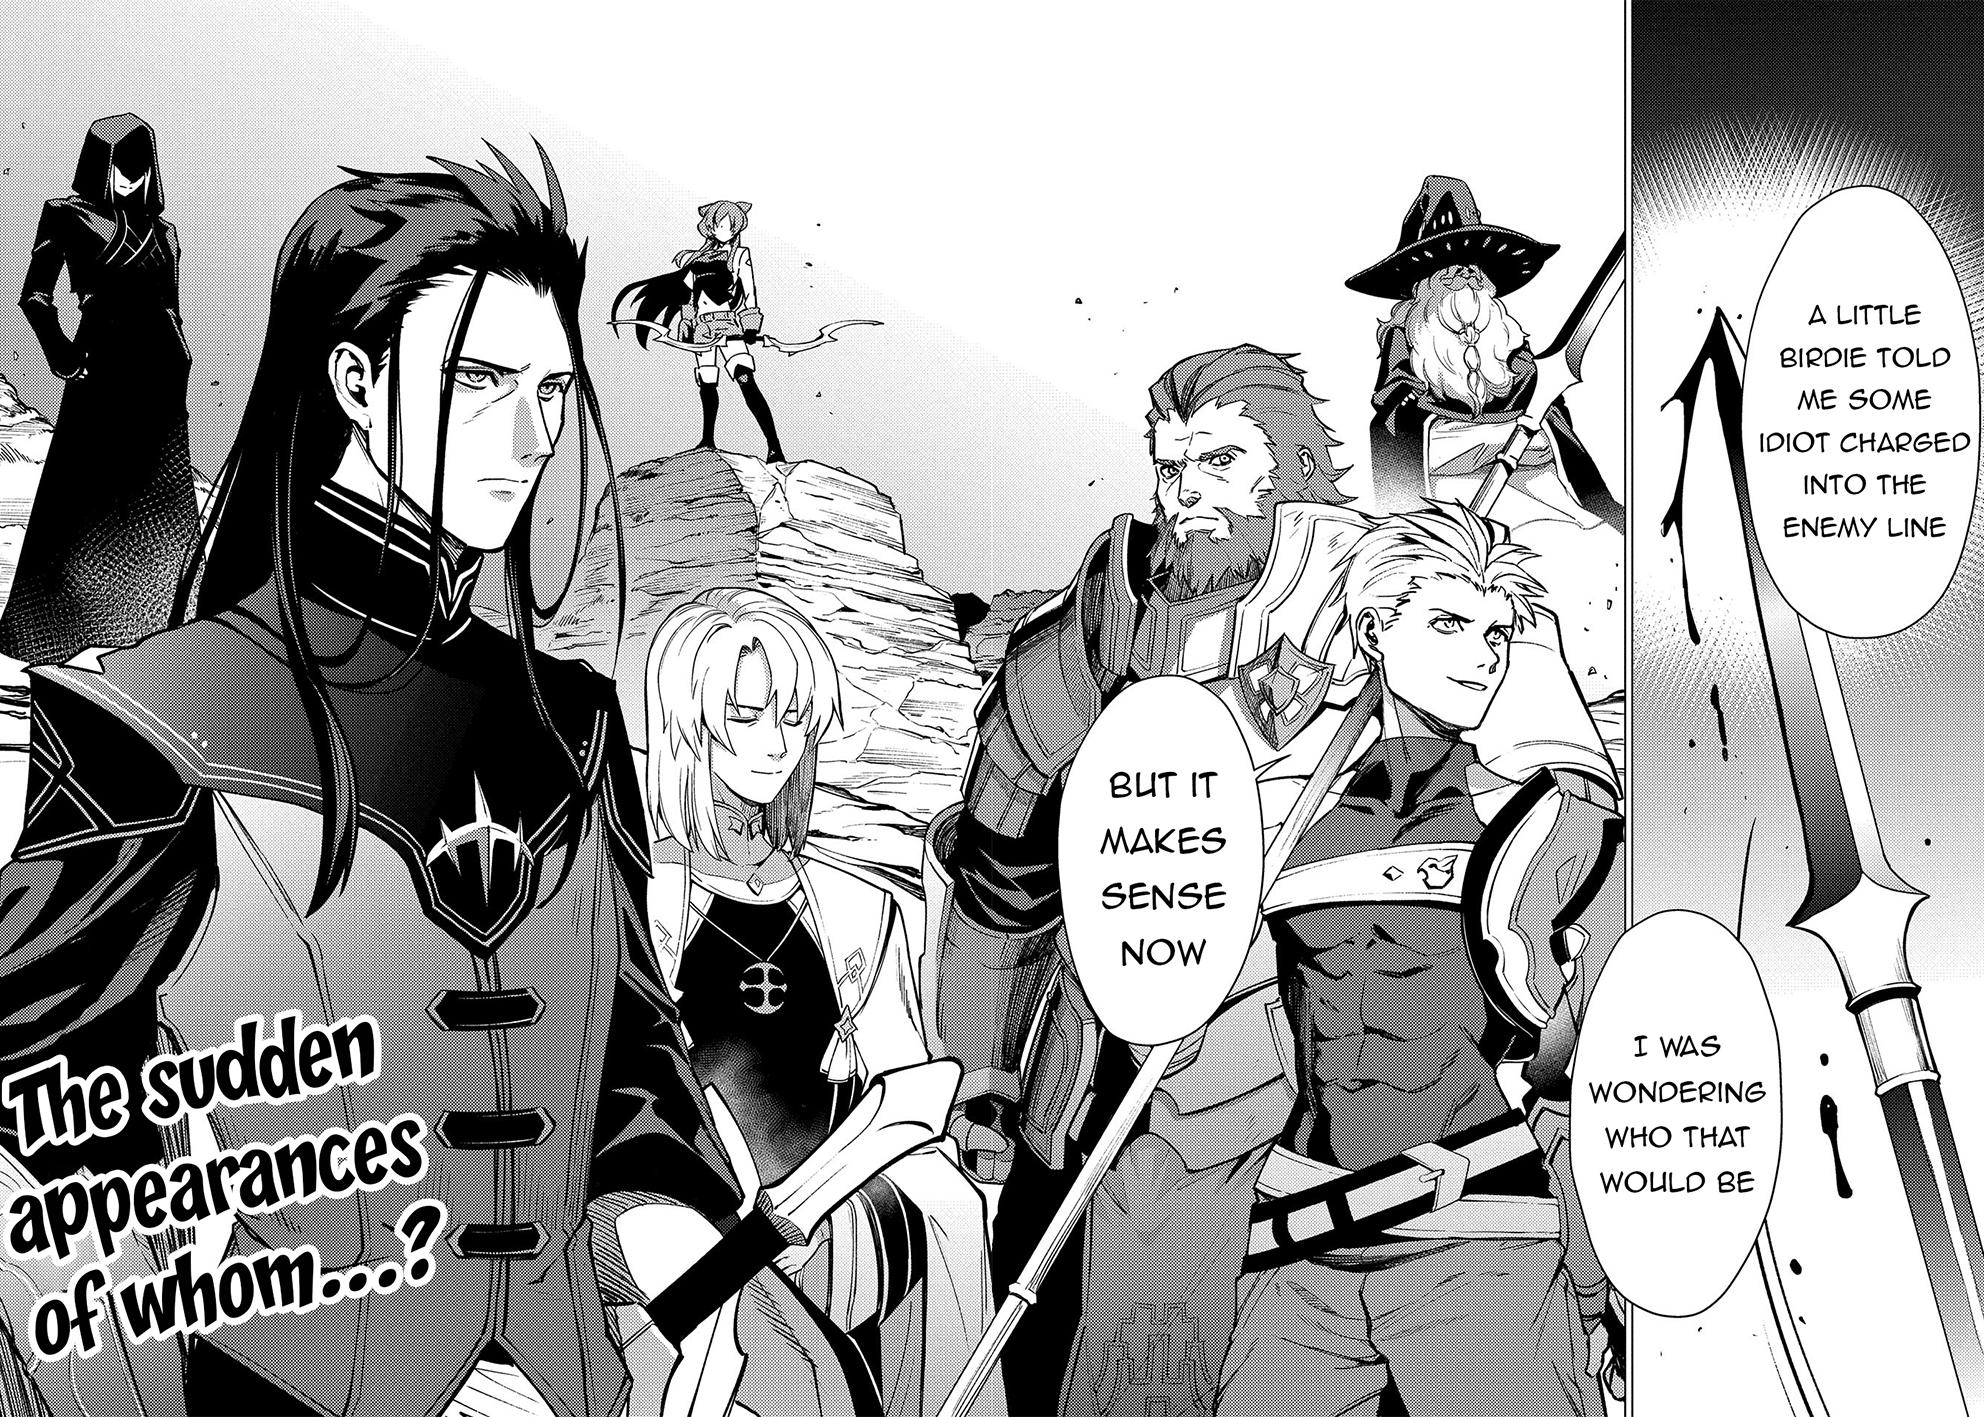 A LITTLE
BIRDIE TOLD
ME SOME
IDIOT CHARGED
INTO THE
ENEMY LINE
I WAS
WONDERING
WHO THAT
WOULD BE
BUT IT
MAKES
SENSE
NOW
The sudden
appearances
of whom...?